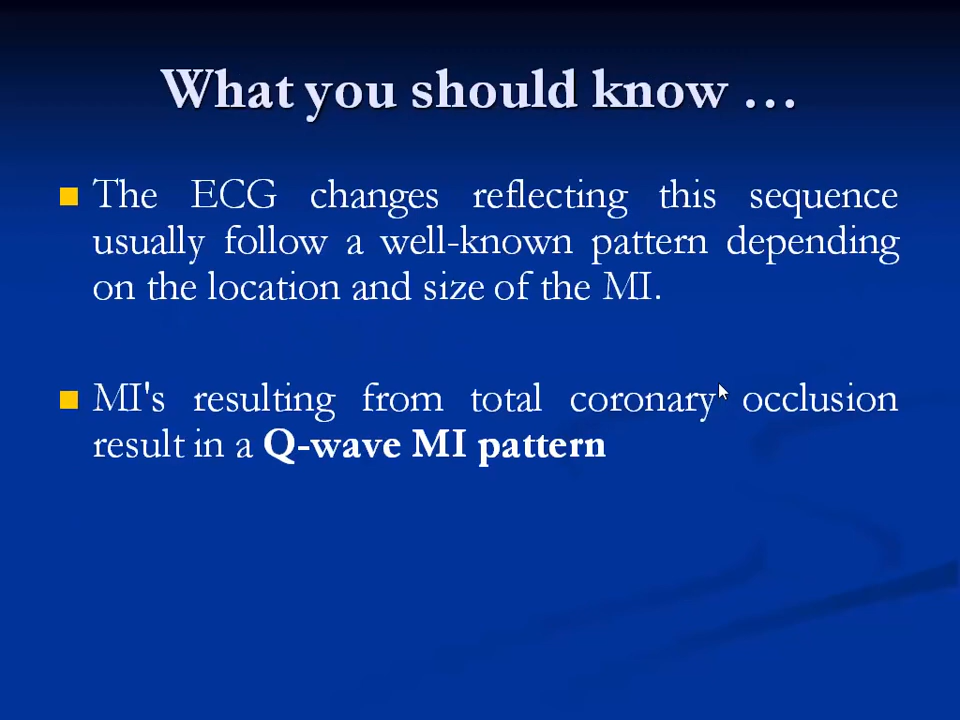 What you should know …
The ECG changes reflecting this sequence
usually follow a well-known pattern depending
on the location and size of the MI.
MI's resulting from total coronary occlusion
result in a Q-wave MI pattern